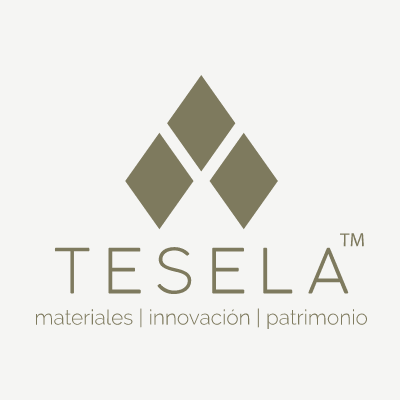 TESELA™
materiales | innovación | patrimonio